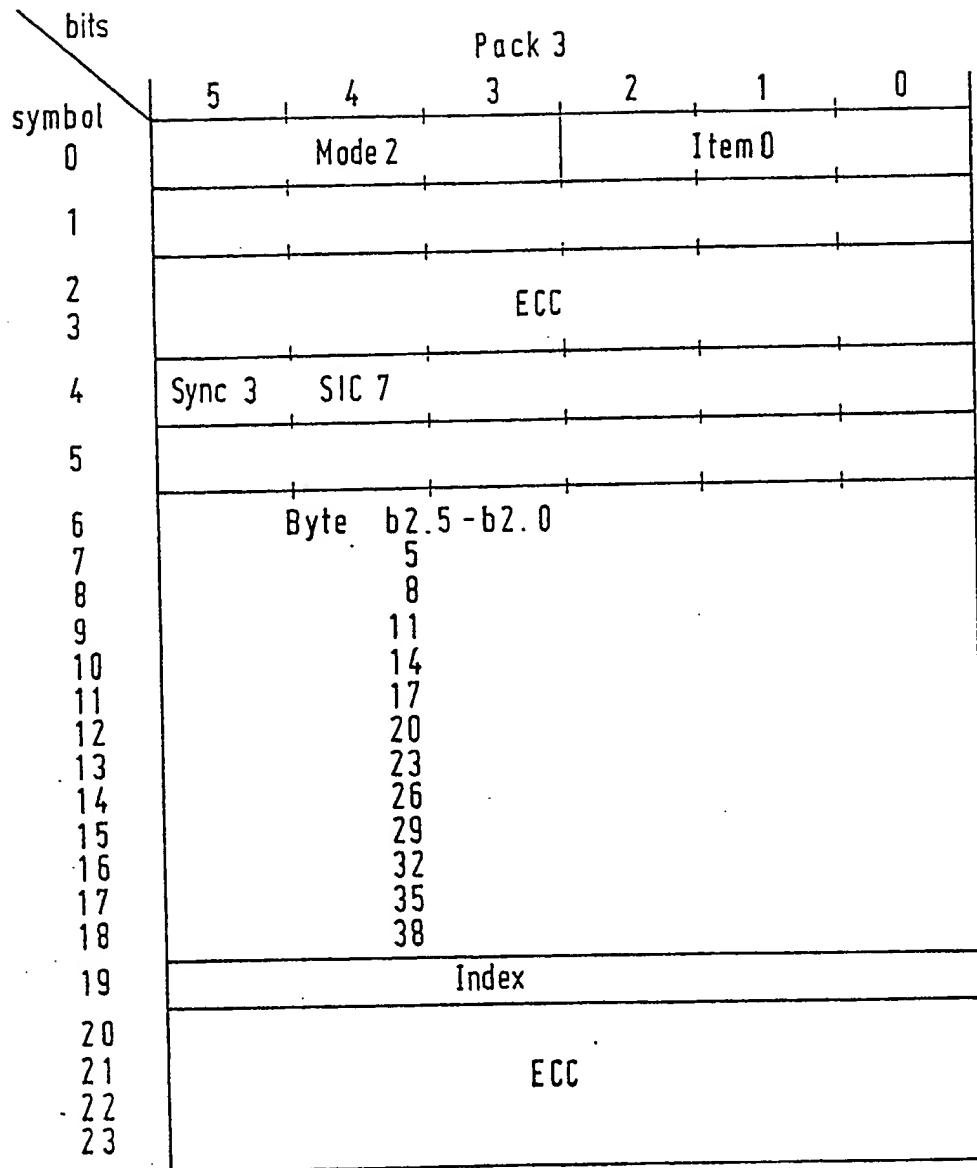 bits
Pack 3
5 4 3 2 1 0
symbol
0 Mode 2 Item 0
1
2
ECC
3
4 Sync 3 SIC 7
5
6 Byte b2.5 - b2.0
7 5
8 8
9 11
10 14
11 17
12 20
13 23
14 26
15 29
16 32
17 35
18 38
19 Index
20
21 ECC
22
23